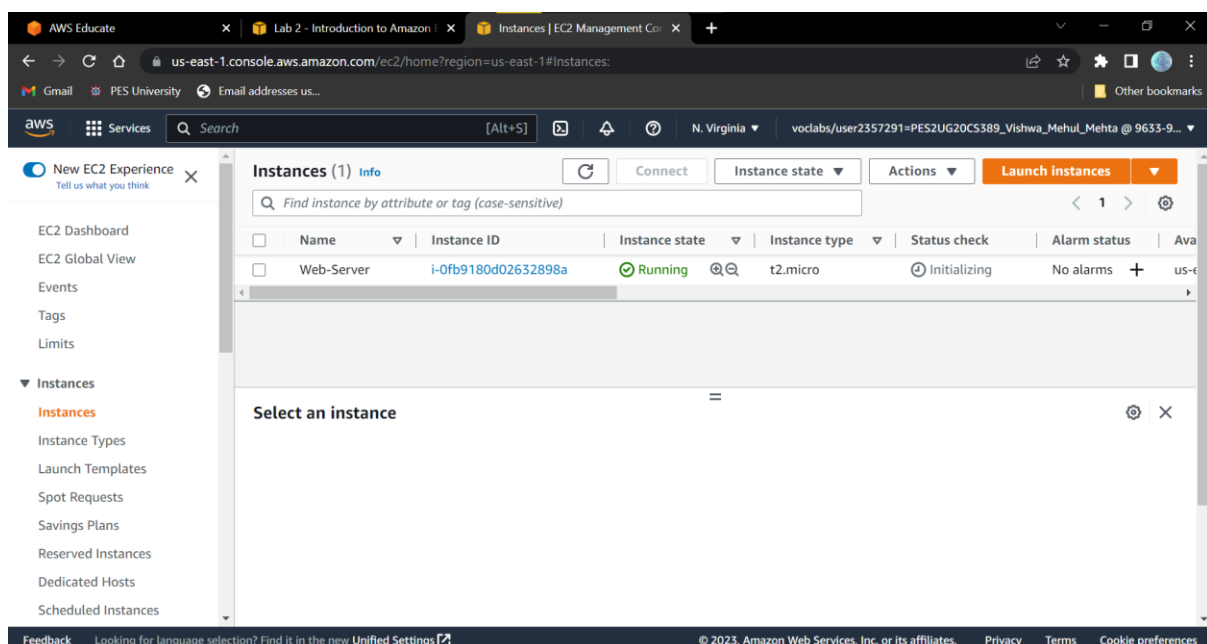 AWS Educate
Lab 2 - Introduction to Amazon
Instances | EC2 Management Con
us-east-1.console.aws.amazon.com/ec2/home?region=us-east-1#Instances:
Gmail PES University Email addresses us... Other bookmarks
aws Services Search [Alt+S] N. Virginia voclabs/user2357291=PES2UG20CS389_Vishwa_Mehul_Mehta @ 9633-9...
New EC2 Experience
Tell us what you think
EC2 Dashboard
EC2 Global View
Events
Tags
Limits
Instances
Instances
Instance Types
Launch Templates
Spot Requests
Savings Plans
Reserved Instances
Dedicated Hosts
Scheduled Instances
Instances (1) Info Connect Instance state Actions Launch instances
Find instance by attribute or tag (case-sensitive) 1
Name Instance ID Instance state Instance type Status check Alarm status Ava
Web-Server i-0fb9180d02632898a Running t2.micro Initializing No alarms us-e
Select an instance
Feedback Looking for language selection? Find it in the new Unified Settings © 2023, Amazon Web Services, Inc. or its affiliates. Privacy Terms Cookie preferences